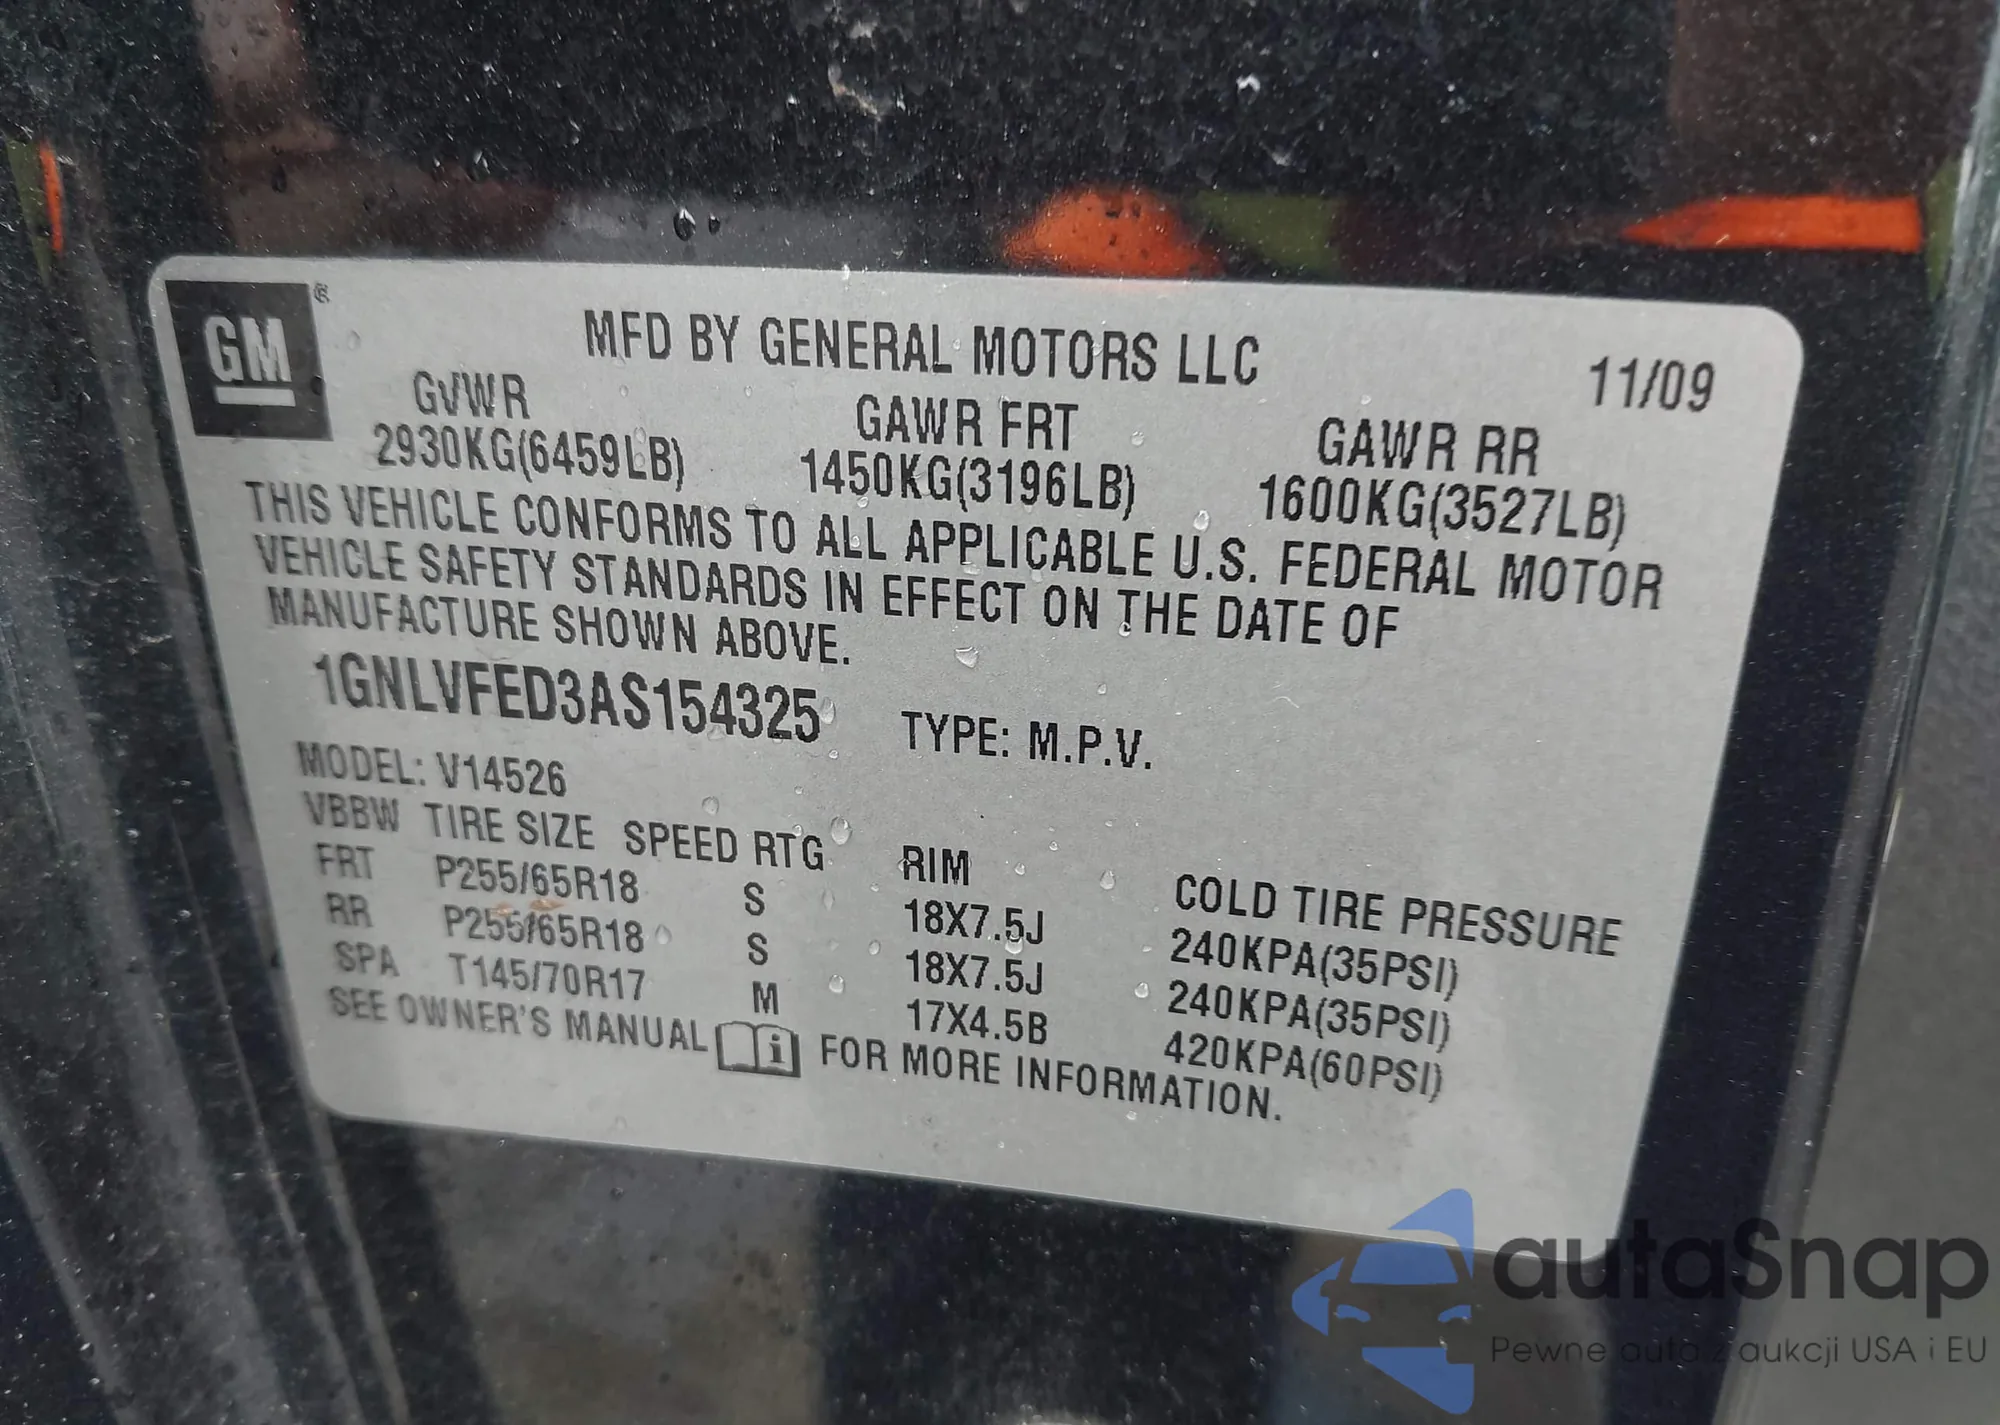 GM ®
MFD BY GENERAL MOTORS LLC
11/09
GVWR GAWR FRT GAWR RR
2930KG(6459LB) 1450KG(3196LB) 1600KG(3527LB)
THIS VEHICLE CONFORMS TO ALL APPLICABLE U.S. FEDERAL MOTOR
VEHICLE SAFETY STANDARDS IN EFFECT ON THE DATE OF
MANUFACTURE SHOWN ABOVE.
1GNLVFED3AS154325 TYPE: M.P.V.
MODEL: V14526
VBBW TIRE SIZE SPEED RTG RIM COLD TIRE PRESSURE
FRT P255/65R18 S 18X7.5J 240KPA(35PSI)
RR P255/65R18 S 18X7.5J 240KPA(35PSI)
SPA T145/70R17 M 17X4.5B 420KPA(60PSI)
SEE OWNER'S MANUAL i FOR MORE INFORMATION.
autaSnap
Pewne auta z aukcji USA i EU